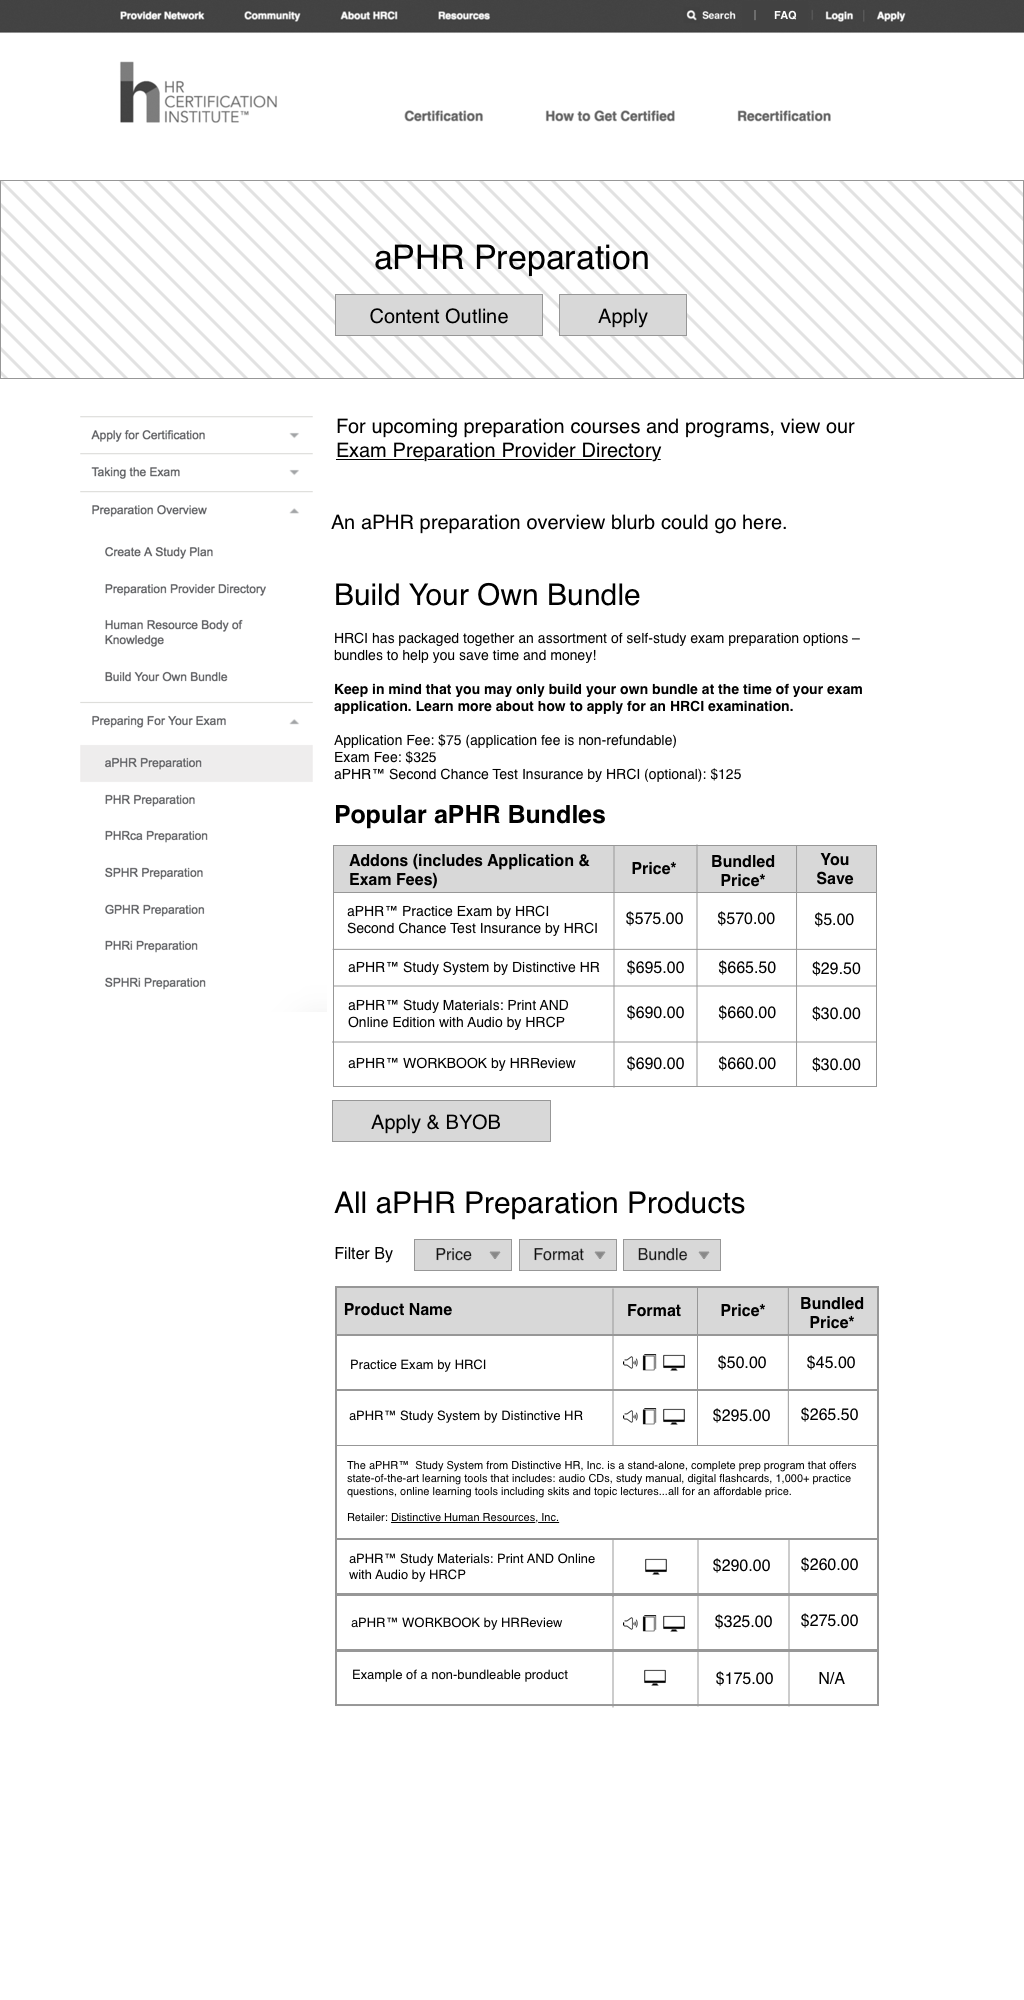 Provider Network Community About HRCI Resources Search | FAQ Login Apply
HR
CERTIFICATION
INSTITUTE™
Certification How to Get Certified Recertification
aPHR Preparation
Content Outline Apply
Apply for Certification
Taking the Exam
Preparation Overview
Create A Study Plan
Preparation Provider Directory
Human Resource Body of
Knowledge
Build Your Own Bundle
Preparing For Your Exam
aPHR Preparation
PHR Preparation
PHRca Preparation
SPHR Preparation
GPHR Preparation
PHRi Preparation
SPHRi Preparation
For upcoming preparation courses and programs, view our
Exam Preparation Provider Directory
An aPHR preparation overview blurb could go here.
Build Your Own Bundle
HRCI has packaged together an assortment of self-study exam preparation options –
bundles to help you save time and money!
Keep in mind that you may only build your own bundle at the time of your exam
application. Learn more about how to apply for an HRCI examination.
Application Fee: $75 (application fee is non-refundable)
Exam Fee: $325
aPHR™ Second Chance Test Insurance by HRCI (optional): $125
Popular aPHR Bundles
Addons (includes Application &
Exam Fees)
Price*
Bundled
Price*
You
Save
aPHR™ Practice Exam by HRCI
Second Chance Test Insurance by HRCI
$575.00 $570.00 $5.00
aPHR™ Study System by Distinctive HR $695.00 $665.50 $29.50
aPHR™ Study Materials: Print AND
Online Edition with Audio by HRCP
$690.00 $660.00 $30.00
aPHR™ WORKBOOK by HRReview $690.00 $660.00 $30.00
Apply & BYOB
All aPHR Preparation Products
Filter By Price Format Bundle
Product Name Format Price*
Bundled
Price*
Practice Exam by HRCI $50.00 $45.00
aPHR™ Study System by Distinctive HR $295.00 $265.50
The aPHR™ Study System from Distinctive HR, Inc. is a stand-alone, complete prep program that offers
state-of-the-art learning tools that includes: audio CDs, study manual, digital flashcards, 1,000+ practice
questions, online learning tools including skits and topic lectures...all for an affordable price.
Retailer: Distinctive Human Resources, Inc.
aPHR™ Study Materials: Print AND Online
with Audio by HRCP
$290.00 $260.00
aPHR™ WORKBOOK by HRReview $325.00 $275.00
Example of a non-bundleable product $175.00 N/A